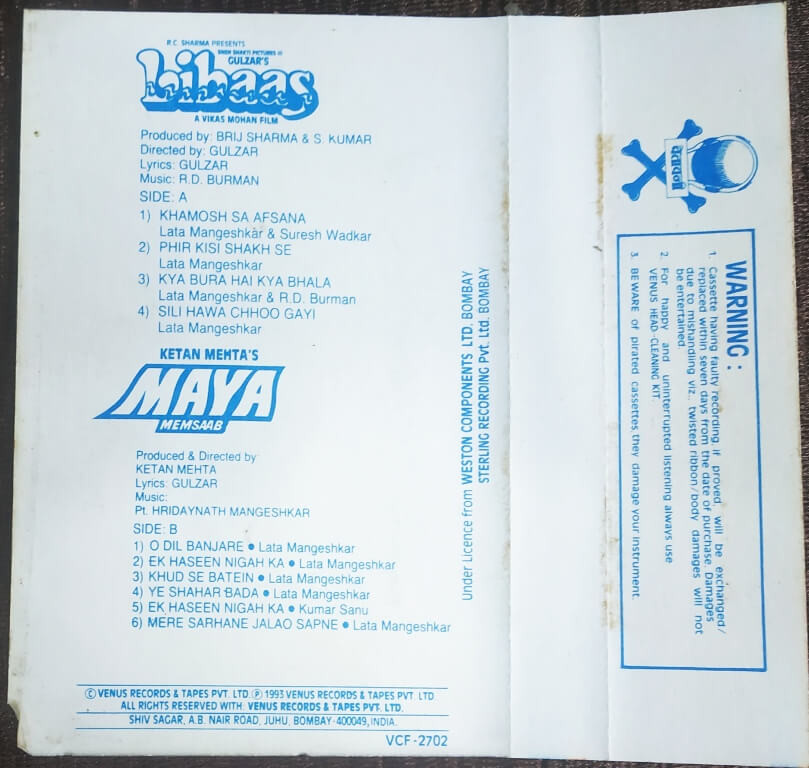 R.C. SHARMA PRESENTS
SHIV SHAKTI PICTURES
GULZAR'S
Libaas
A VIKAS MOHAN FILM
Produced by: BRIJ SHARMA & S. KUMAR
Directed by: GULZAR
Lyrics: GULZAR
Music: R.D. BURMAN
SIDE: A
1) KHAMOSH SA AFSANA
Lata Mangeshkar & Suresh Wadkar
2) PHIR KISI SHAKH SE
Lata Mangeshkar
3) KYA BURA HAI KYA BHALA
Lata Mangeshkar & R.D. Burman
4) SILI HAWA CHHOO GAYI
Lata Mangeshkar
KETAN MEHTA'S
MAYA
MEMSAAB
Produced & Directed by
KETAN MEHTA
Lyrics: GULZAR
Music:
Pt. HRIDAYNATH MANGESHKAR
SIDE: B
1) O DIL BANJARE ● Lata Mangeshkar
2) EK HASEEN NIGAH KA ● Lata Mangeshkar
3) KHUD SE BATEIN ● Lata Mangeshkar
4) YE SHAHAR BADA ● Lata Mangeshkar
5) EK HASEEN NIGAH KA ● Kumar Sanu
6) MERE SARHANE JALAO SAPNE ● Lata Mangeshkar
© VENUS RECORDS & TAPES PVT. LTD. ℗ 1993 VENUS RECORDS & TAPES PVT. LTD
ALL RIGHTS RESERVED WITH: VENUS RECORDS & TAPES PVT. LTD.
SHIV SAGAR, A.B. NAIR ROAD, JUHU, BOMBAY-400049, INDIA.
VCF-2702
Under Licence from WESTON COMPONENTS LTD. BOMBAY
STERLING RECORDING Pvt. Ltd. BOMBAY
WARNING :
1. Cassette having faulty recording, if proved, will be exchanged/
replaced within seven days from the date of purchase. Damages
due to mishandling viz., twisted ribbon/body damages will not
be entertained.
2. For happy and uninterrupted listening always use
VENUS HEAD-CLEANING KIT.
3. BEWARE of pirated cassettes, they damage your instrument.